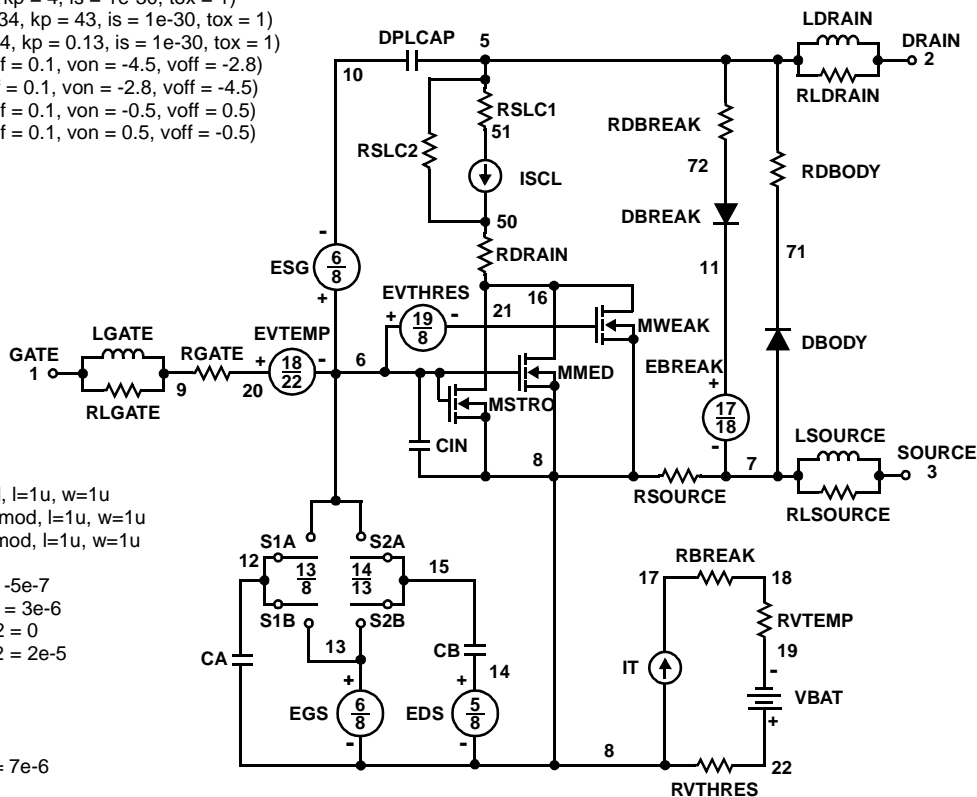 kp = 4, is = 1e-30, tox = 1)
34, kp = 43, is = 1e-30, tox = 1)
4, kp = 0.13, is = 1e-30, tox = 1)
f = 0.1, von = -4.5, voff = -2.8)
f = 0.1, von = -2.8, voff = -4.5)
f = 0.1, von = -0.5, voff = 0.5)
ff = 0.1, von = 0.5, voff = -0.5)
DPLCAP
5
10
LDRAIN
DRAIN
2
RLDRAIN
RSLC1
51
RSLC2
ISCL
50
RDRAIN
RDBREAK
72
DBREAK
11
RDBODY
71
DBODY
ESG
6
8
-
+
EVTHRES
+
19
8
-
21
16
MWEAK
MMED
MSTRO
EBREAK
+
17
18
-
LGATE
GATE
1
RLGATE
9
RGATE
20
EVTEMP
+
18
22
-
6
CIN
8
RSOURCE
7
LSOURCE
SOURCE
3
RLSOURCE
l, l=1u, w=1u
mod, l=1u, w=1u
mod, l=1u, w=1u
-5e-7
= 3e-6
2 = 0
2 = 2e-5
= 7e-6
S1A
S2A
12
13
8
14
13
15
S1B
S2B
13
CA
CB
14
EGS
+
6
8
-
EDS
+
5
8
-
8
17
RBREAK
18
RVTEMP
19
-
IT
VBAT
+
22
RVTHRES